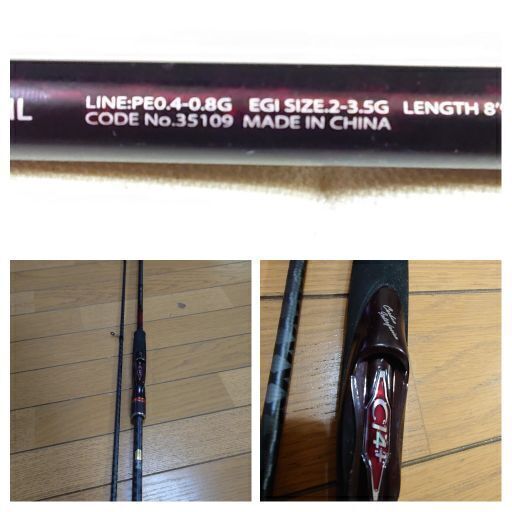 LINE:PE0.4-0.8G EGI SIZE.2-3.5G LENGTH 8'
CODE No.35109 MADE IN CHINA
CI4+